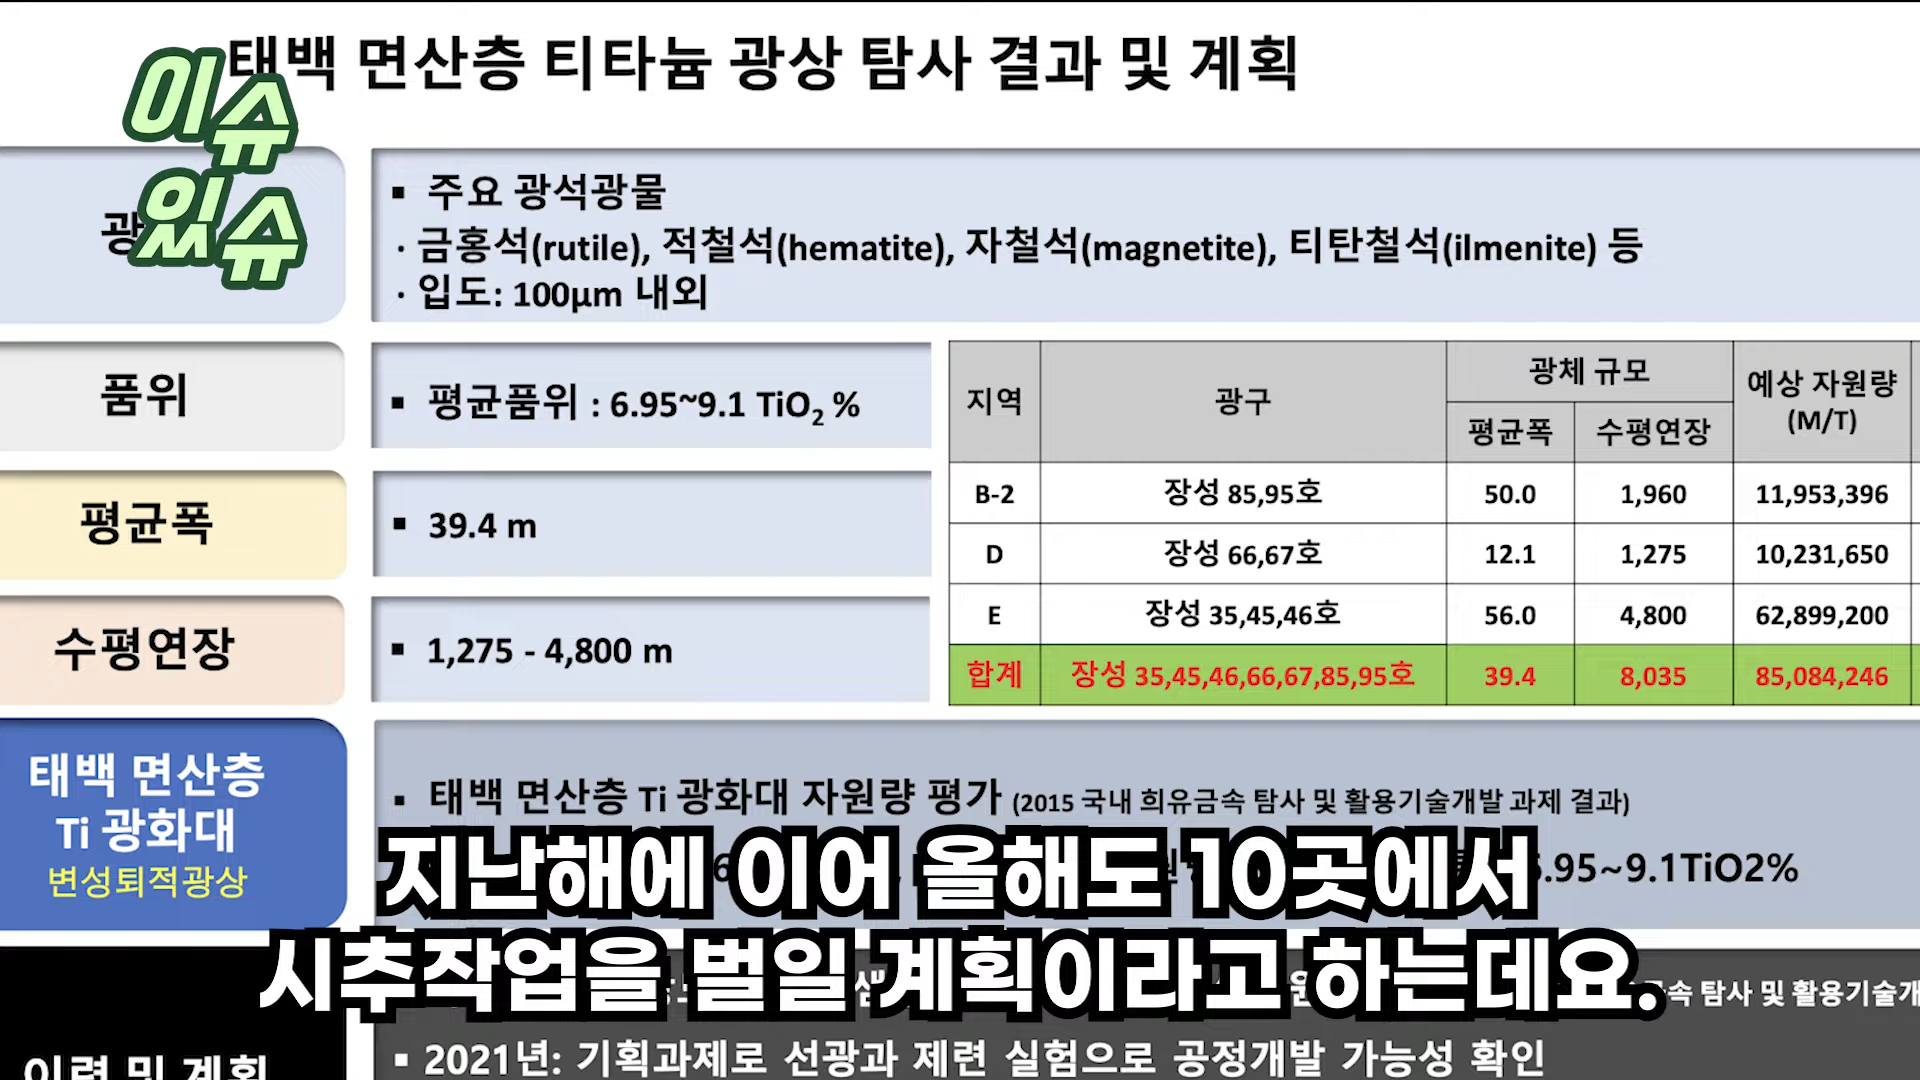 태백 면산층 티타늄 광상 탐사 결과 및 계획
이슈
있슈
광
▪ 주요 광석광물
· 금홍석(rutile), 적철석(hematite), 자철석(magnetite), 티탄철석(ilmenite) 등
· 입도: 100μm 내외
품위
▪ 평균품위 : 6.95~9.1 TiO₂ %
평균폭
▪ 39.4 m
수평연장
▪ 1,275 - 4,800 m
지역 광구 광체 규모 예상 자원량 (M/T)
평균폭 수평연장
B-2 장성 85,95호 50.0 1,960 11,953,396
D 장성 66,67호 12.1 1,275 10,231,650
E 장성 35,45,46호 56.0 4,800 62,899,200
합계 장성 35,45,46,66,67,85,95호 39.4 8,035 85,084,246
태백 면산층
Ti 광화대
변성퇴적광상
▪ 태백 면산층 Ti 광화대 자원량 평가 (2015 국내 희유금속 탐사 및 활용기술개발 과제 결과)
.95~9.1TiO2%
지난해에 이어 올해도 10곳에서
시추작업을 벌일 계획이라고 하는데요.
탐사 및 활용기술개
이력 및 계획
▪ 2021년: 기획과제로 선광과 제련 실험으로 공정개발 가능성 확인